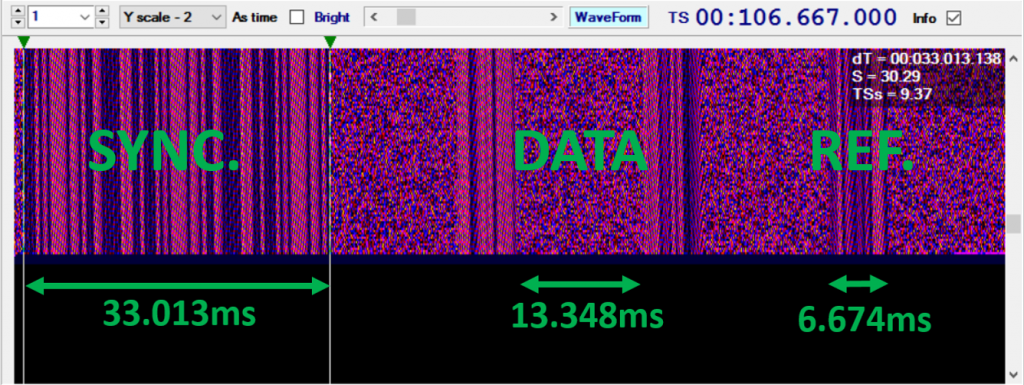 1 Y scale - 2 As time Bright WaveForm TS 00:106.667.000 Info
dT = 00:033.013.138
S = 30.29
TSs = 9.37
SYNC. DATA REF.
33.013ms 13.348ms 6.674ms